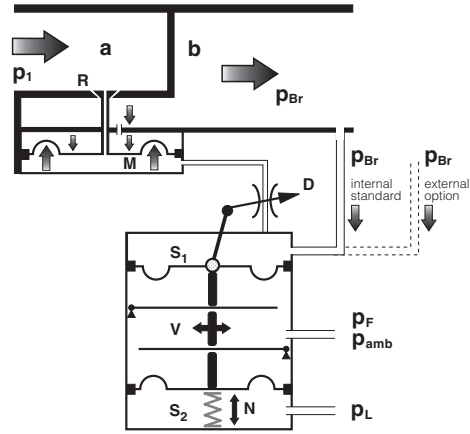 a
b
p1
R
pBr
M
D
pBr
pBr
internal
standard
external
option
S1
V
pF
pamb
S2
N
pL